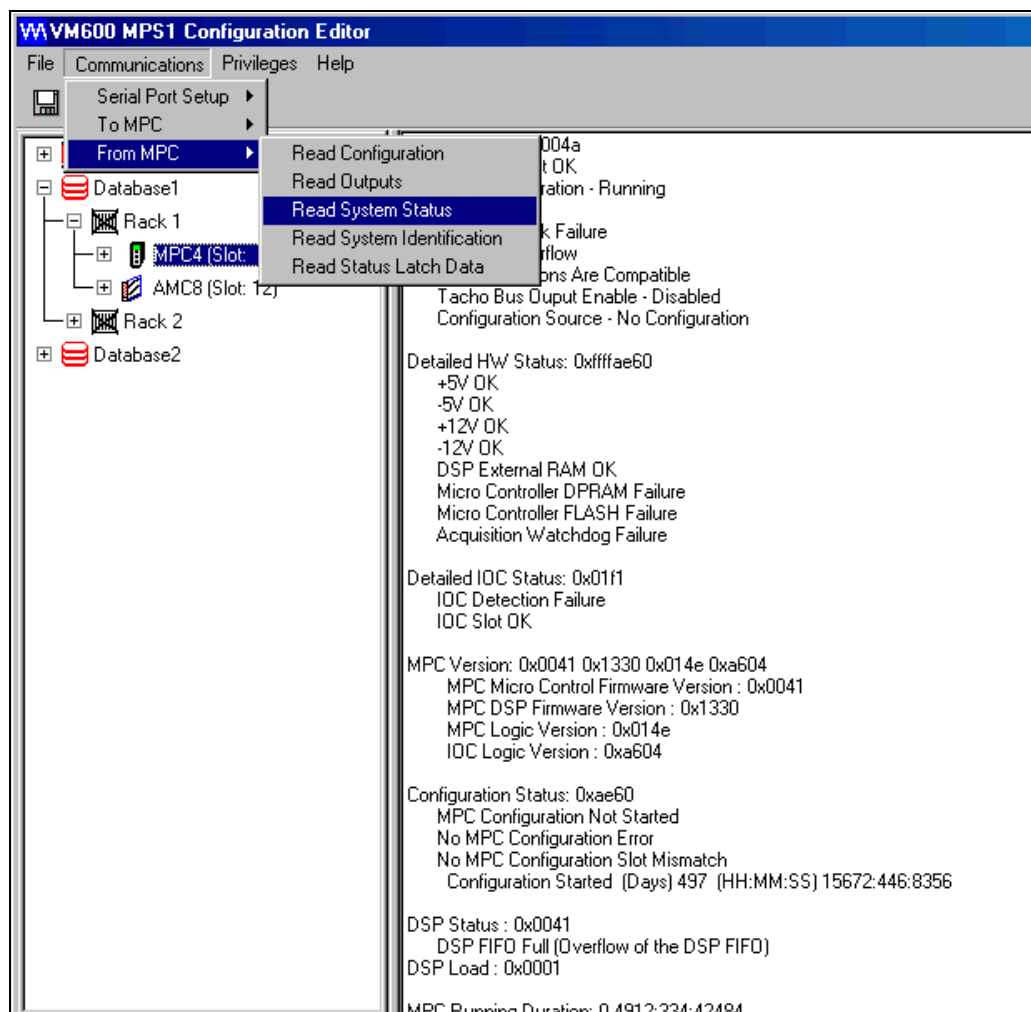 VM600 MPS1 Configuration Editor
File Communications Privileges Help
Serial Port Setup
To MPC
From MPC
Read Configuration
Read Outputs
Read System Status
Read System Identification
Read Status Latch Data
Database1
Rack 1
MPC4 (Slot:
AMC8 (Slot: 12)
Rack 2
Database2
004a
t OK
ration - Running
k Failure
rflow
ons Are Compatible
Tacho Bus Ouput Enable - Disabled
Configuration Source - No Configuration
Detailed HW Status: 0xffffae60
+5V OK
-5V OK
+12V OK
-12V OK
DSP External RAM OK
Micro Controller DPRAM Failure
Micro Controller FLASH Failure
Acquisition Watchdog Failure
Detailed IOC Status: 0x01f1
IOC Detection Failure
IOC Slot OK
MPC Version: 0x0041 0x1330 0x014e 0xa604
MPC Micro Control Firmware Version : 0x0041
MPC DSP Firmware Version : 0x1330
MPC Logic Version : 0x014e
IOC Logic Version : 0xa604
Configuration Status: 0xae60
MPC Configuration Not Started
No MPC Configuration Error
No MPC Configuration Slot Mismatch
Configuration Started (Days) 497 (HH:MM:SS) 15672:446:8356
DSP Status : 0x0041
DSP FIFO Full (Overflow of the DSP FIFO)
DSP Load : 0x0001
MPC Running Duration: 0 4912:334:42484